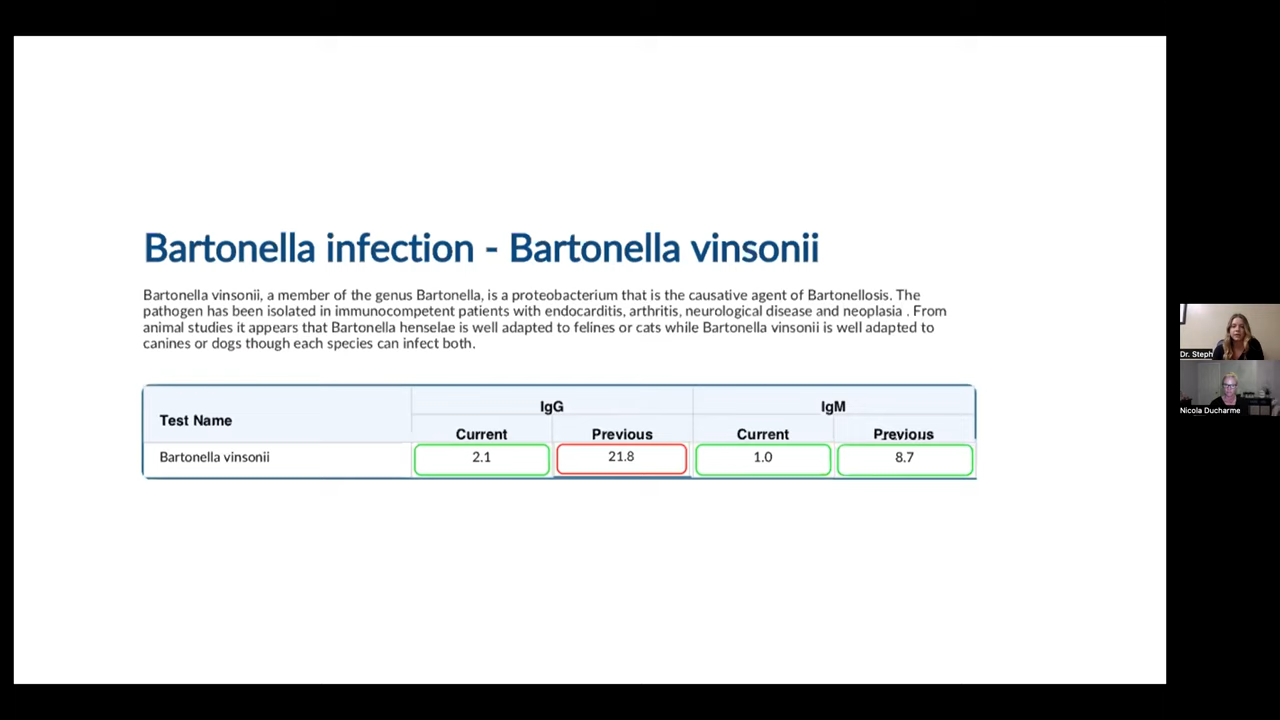 Bartonella infection - Bartonella vinsonii
Bartonella vinsonii, a member of the genus Bartonella, is a proteobacterium that is the causative agent of Bartonellosis. The
pathogen has been isolated in immunocompetent patients with endocarditis, arthritis, neurological disease and neoplasia . From
animal studies it appears that Bartonella henselae is well adapted to felines or cats while Bartonella vinsonii is well adapted to
canines or dogs though each species can infect both.
Test Name
IgG IgM
Current Previous Current Previous
Bartonella vinsonii 2.1 21.8 1.0 8.7
Dr. Steph
Nicola Ducharme